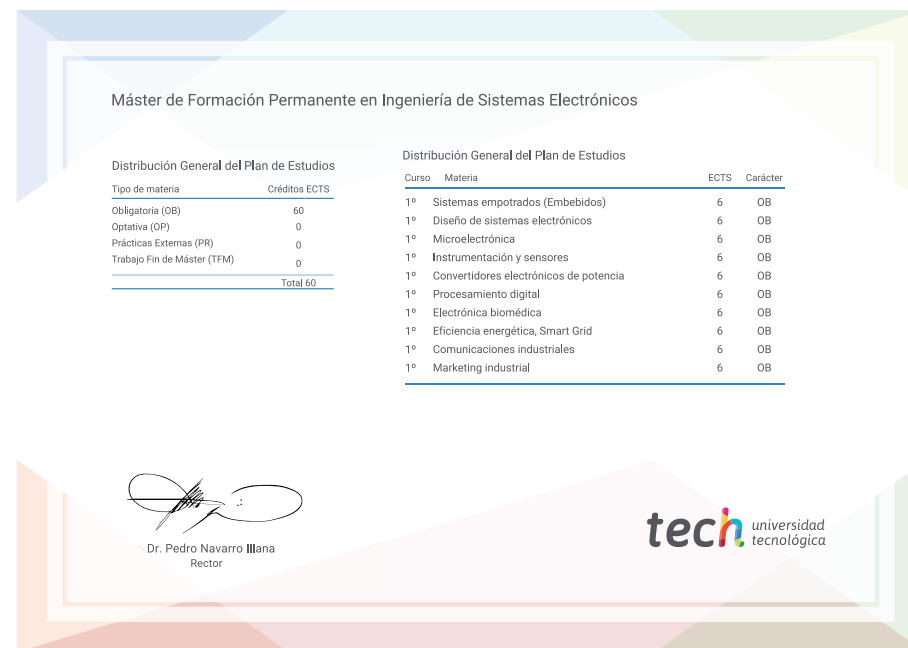 Máster de Formación Permanente en Ingeniería de Sistemas Electrónicos
Distribución General del Plan de Estudios
Tipo de materia Créditos ECTS
Obligatoria (OB) 60
Optativa (OP) 0
Prácticas Externas (PR) 0
Trabajo Fin de Máster (TFM) 0
Total 60
Distribución General del Plan de Estudios
Curso Materia ECTS Carácter
1º Sistemas empotrados (Embebidos) 6 OB
1º Diseño de sistemas electrónicos 6 OB
1º Microelectrónica 6 OB
1º Instrumentación y sensores 6 OB
1º Convertidores electrónicos de potencia 6 OB
1º Procesamiento digital 6 OB
1º Electrónica biomédica 6 OB
1º Eficiencia energética, Smart Grid 6 OB
1º Comunicaciones industriales 6 OB
1º Marketing industrial 6 OB
Dr. Pedro Navarro Illana
Rector
tech universidad
tecnológica